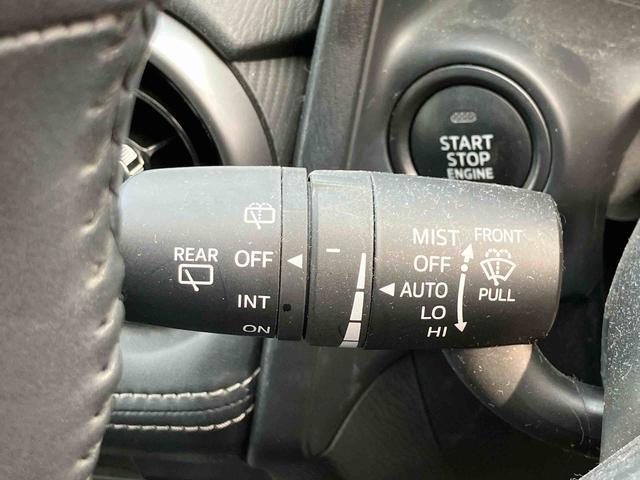 START
STOP
ENGINE
REAR
OFF
INT
ON
MIST
OFF
AUTO
LO
HI
FRONT
PULL